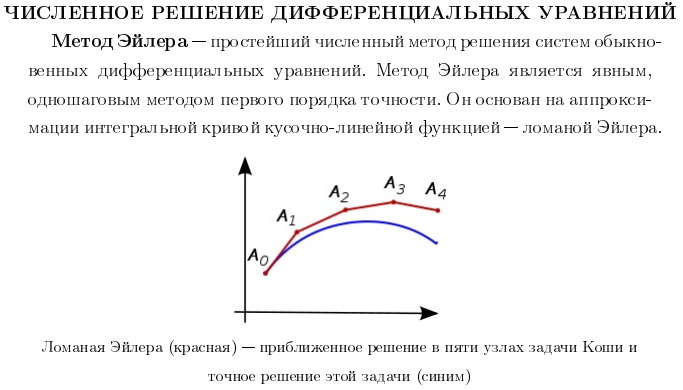 ЧИСЛЕННОЕ РЕШЕНИЕ ДИФФЕРЕНЦИАЛЬНЫХ УРАВНЕНИЙ
Метод Эйлера — простейший численный метод решения систем обыкно-
венных дифференциальных уравнений. Метод Эйлера является явным,
одношаговым методом первого порядка точности. Он основан на аппрокси-
мации интегральной кривой кусочно-линейной функцией — ломаной Эйлера.
A0
A1
A2
A3
A4
Ломаная Эйлера (красная) — приближенное решение в пяти узлах задачи Коши и
точное решение этой задачи (синим)